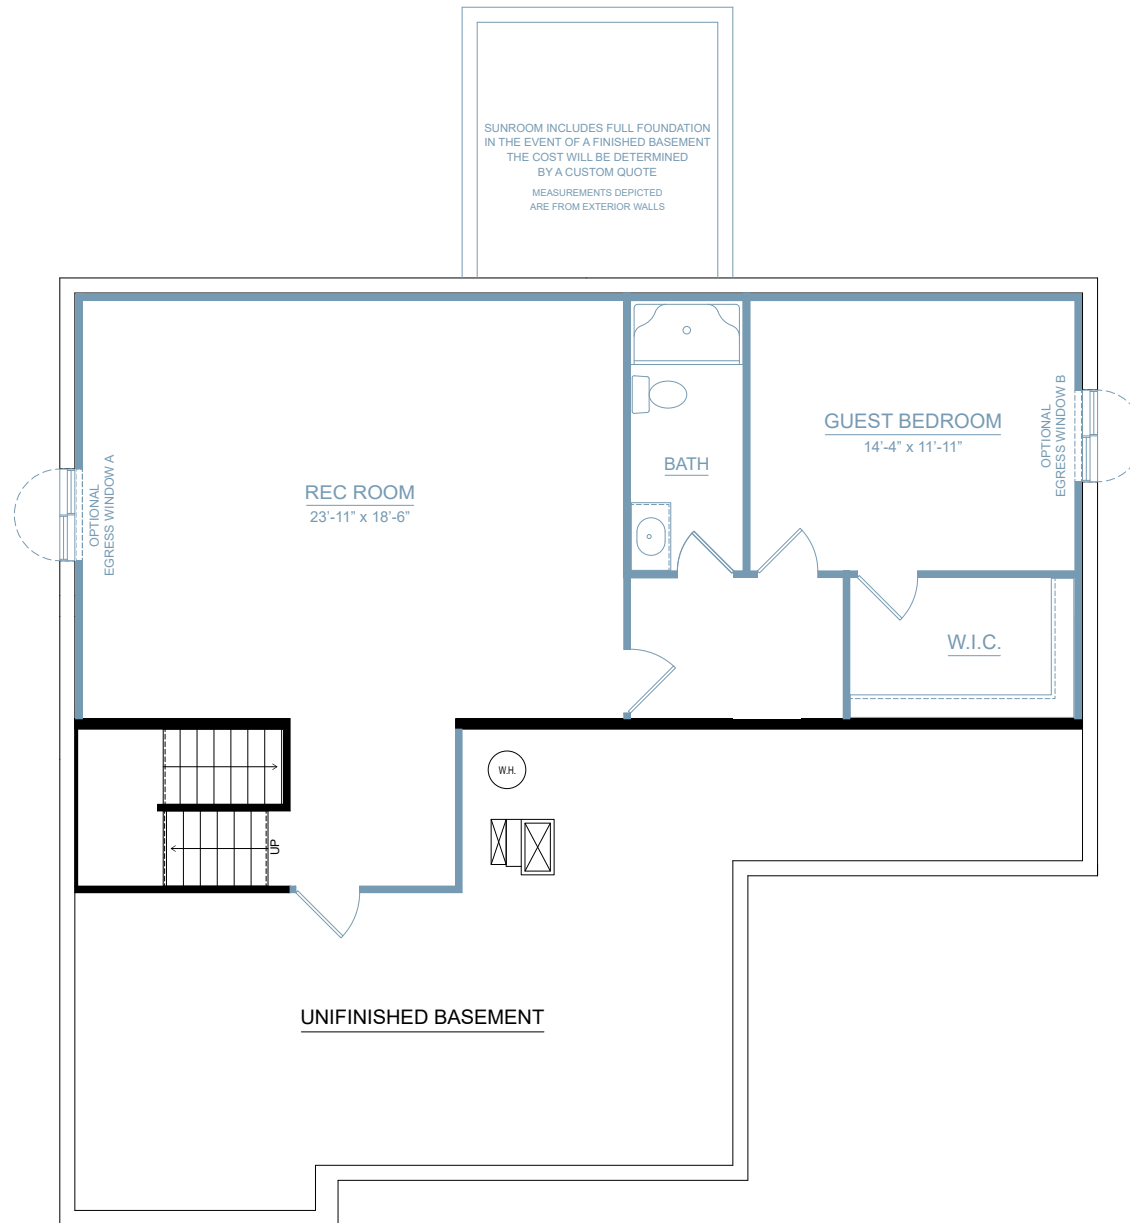 SUNROOM INCLUDES FULL FOUNDATION
IN THE EVENT OF A FINISHED BASEMENT
THE COST WILL BE DETERMINED
BY A CUSTOM QUOTE
MEASUREMENTS DEPICTED
ARE FROM EXTERIOR WALLS
OPTIONAL
EGRESS WINDOW A
REC ROOM
23'-11” x 18'-6”
BATH
GUEST BEDROOM
14'-4” x 11'-11”
OPTIONAL
EGRESS WINDOW B
W.I.C.
W.H.
UP
UNIFINISHED BASEMENT